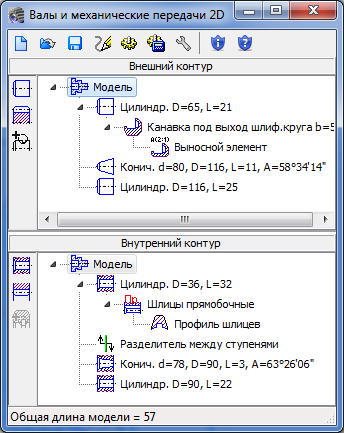 Валы и механические передачи 2D
Внешний контур
Модель
Цилиндр. D=65, L=21
Канавка под выход шлиф.круга b=5
A(2:1)
Выносной элемент
Конич. d=80, D=116, L=11, A=58°34'14"
Цилиндр. D=116, L=25
Внутренний контур
Модель
Цилиндр. D=36, L=32
Шлицы прямобочные
Профиль шлицев
Разделитель между ступенями
Конич. d=78, D=90, L=3, A=63°26'06"
Цилиндр. D=90, L=22
Общая длина модели = 57